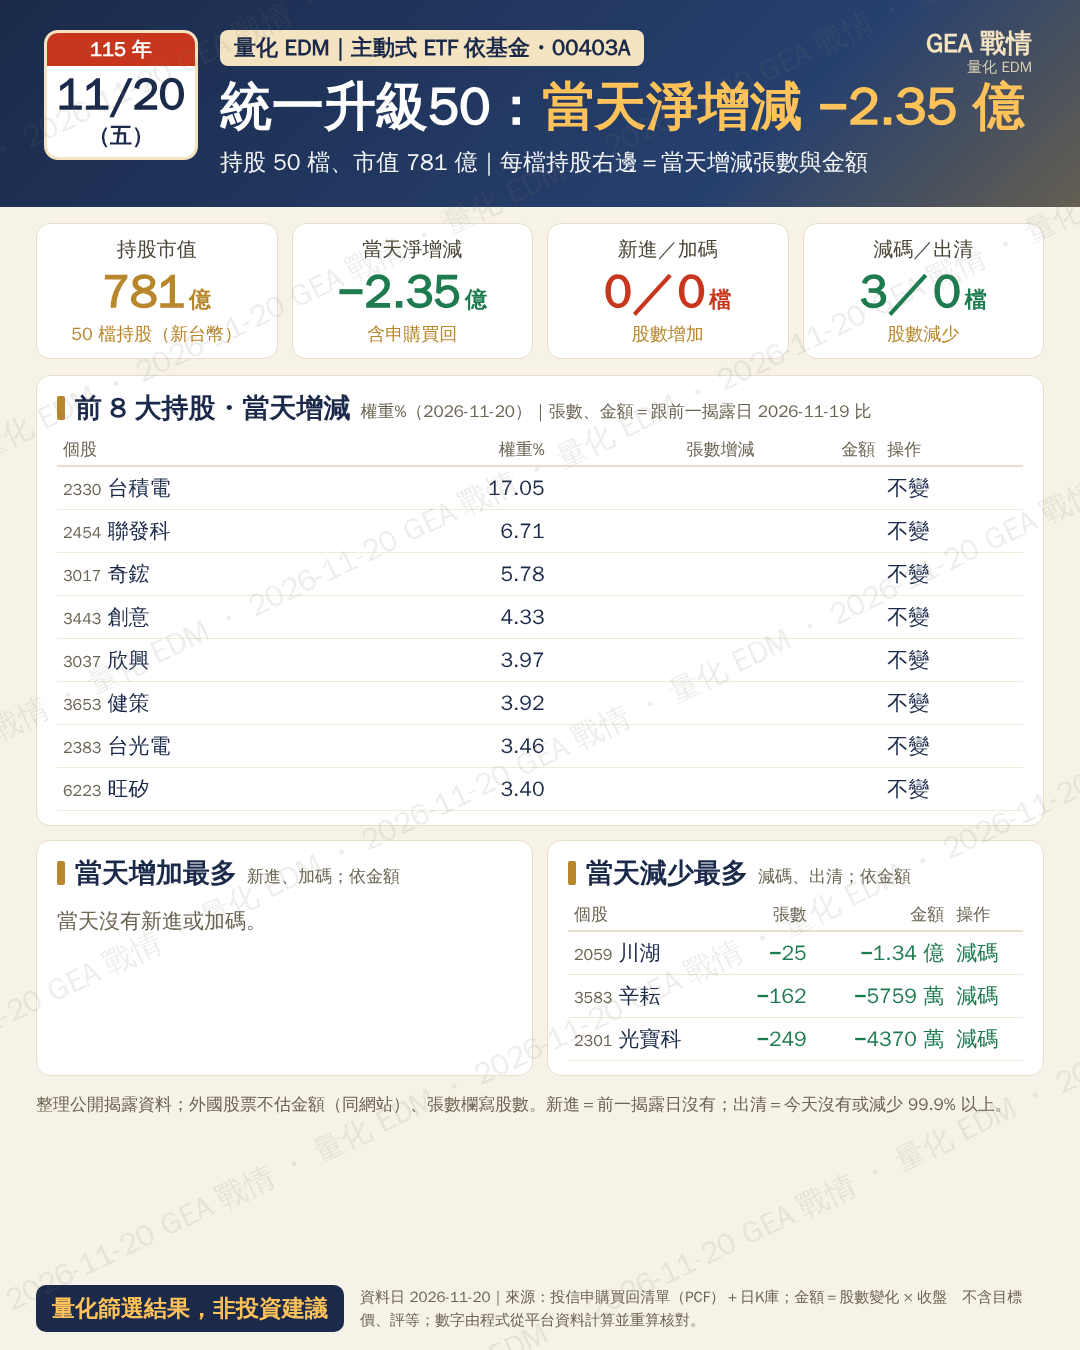 115 年
11/20
（五）
量化 EDM｜主動式 ETF 依基金・00403A
GEA 戰情
量化 EDM
統一升級50：當天淨增減 −2.35 億
持股 50 檔、市值 781 億｜每檔持股右邊＝當天增減張數與金額
持股市值
781億
50 檔持股（新台幣）
當天淨增減
−2.35億
含申購買回
新進／加碼
0／0檔
股數增加
減碼／出清
3／0檔
股數減少
前 8 大持股・當天增減 權重%（2026-11-20）｜張數、金額＝跟前一揭露日 2026-11-19 比
個股 權重% 張數增減 金額 操作
2330 台積電 17.05 不變
2454 聯發科 6.71 不變
3017 奇鋐 5.78 不變
3443 創意 4.33 不變
3037 欣興 3.97 不變
3653 健策 3.92 不變
2383 台光電 3.46 不變
6223 旺矽 3.40 不變
當天增加最多 新進、加碼；依金額
當天沒有新進或加碼。
當天減少最多 減碼、出清；依金額
個股 張數 金額 操作
2059 川湖 −25 −1.34 億 減碼
3583 辛耘 −162 −5759 萬 減碼
2301 光寶科 −249 −4370 萬 減碼
整理公開揭露資料；外國股票不估金額（同網站）、張數欄寫股數。新進＝前一揭露日沒有；出清＝今天沒有或減少 99.9% 以上。
量化篩選結果，非投資建議
資料日 2026-11-20｜來源：投信申購買回清單（PCF）＋日K庫；金額＝股數變化 × 收盤　不含目標
價、評等；數字由程式從平台資料計算並重算核對。
2026-11-20 GEA 戰情 ・ 量化 EDM ・ 2026-11-20 GEA 戰情 ・ 量化 EDM